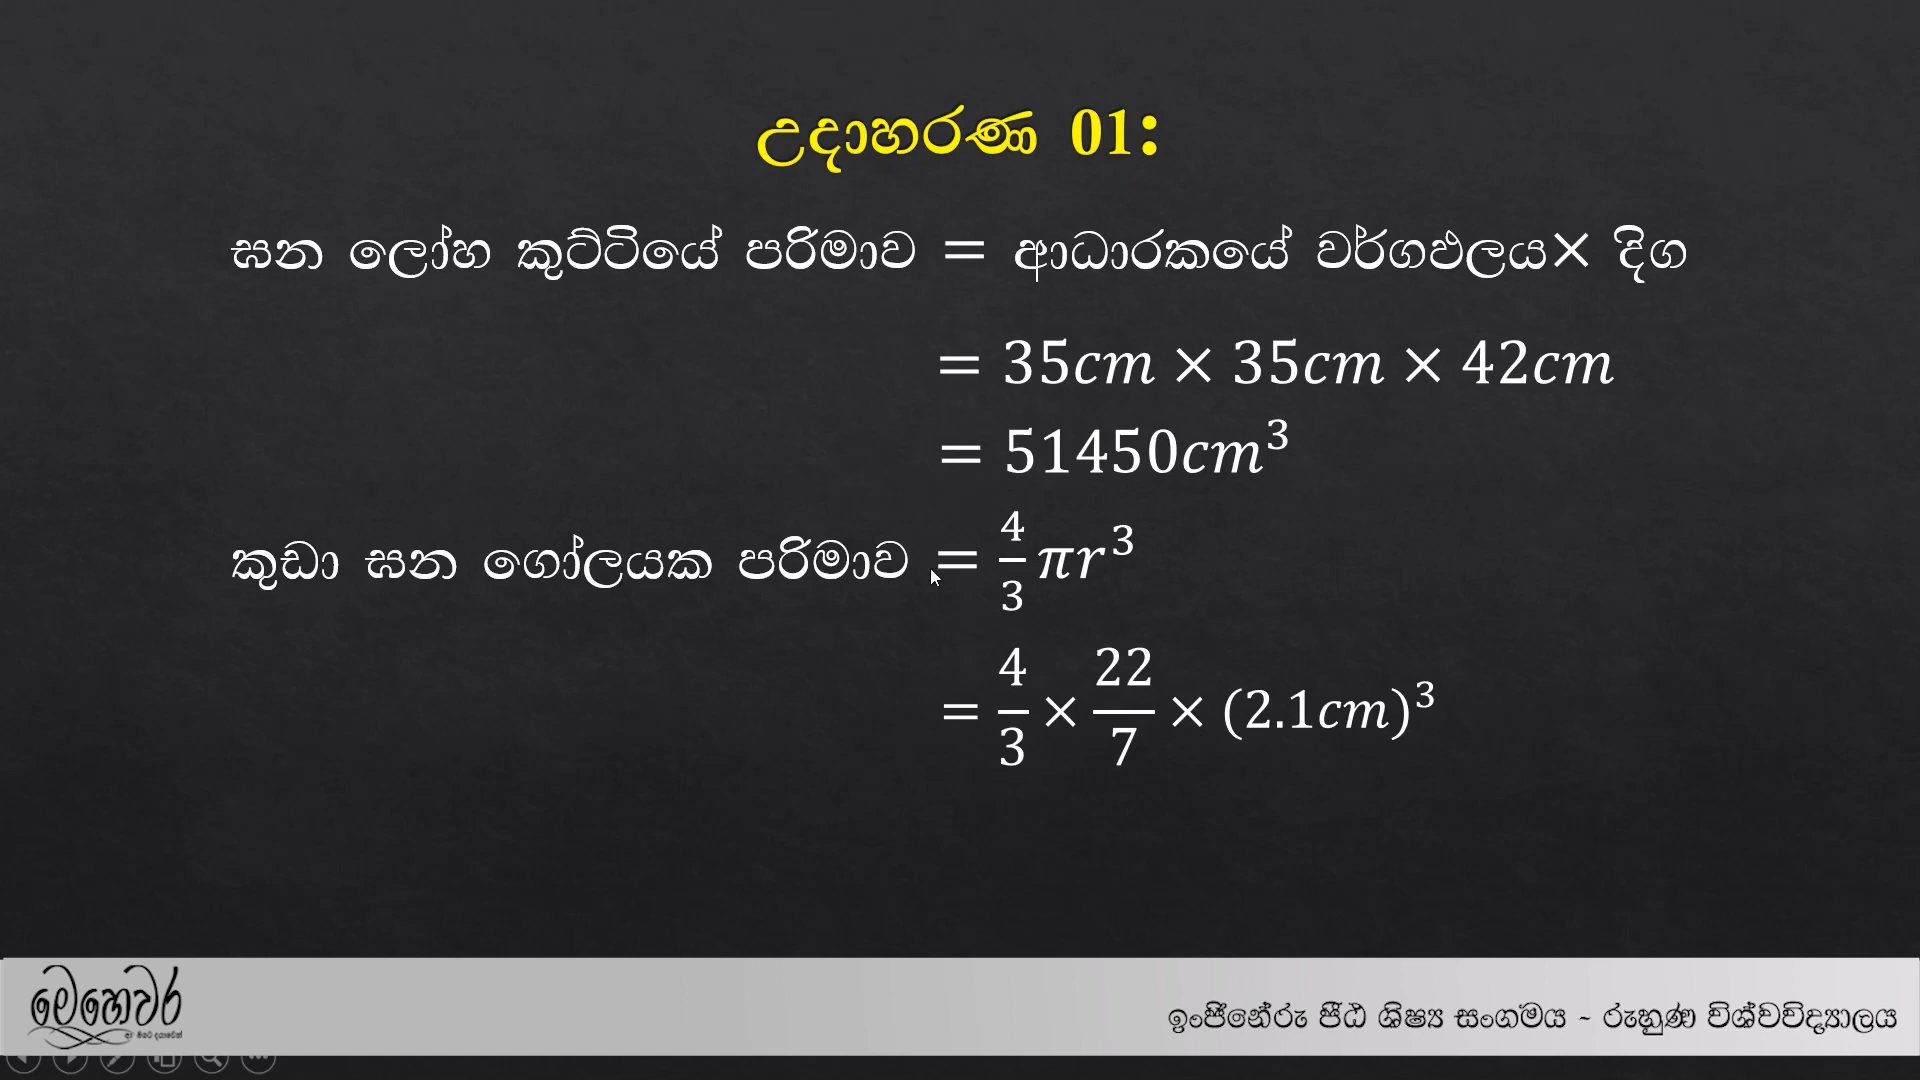 උදාහරණ 01:
ඝන ලෝහ කුට්ටියේ පරිමාව = ආධාරකයේ වර්ගඵලය× දිග
= 35cm × 35cm × 42cm
= 51450cm³
කුඩා ඝන ගෝලයක පරිමාව = 4/3 πr³
= 4/3 × 22/7 × (2.1cm)³
මෙහෙවර
ඉංජිනේරු පීඨ ශිෂ්‍ය සංගමය ~ රුහුණ විශ්වවිද්‍යාලය